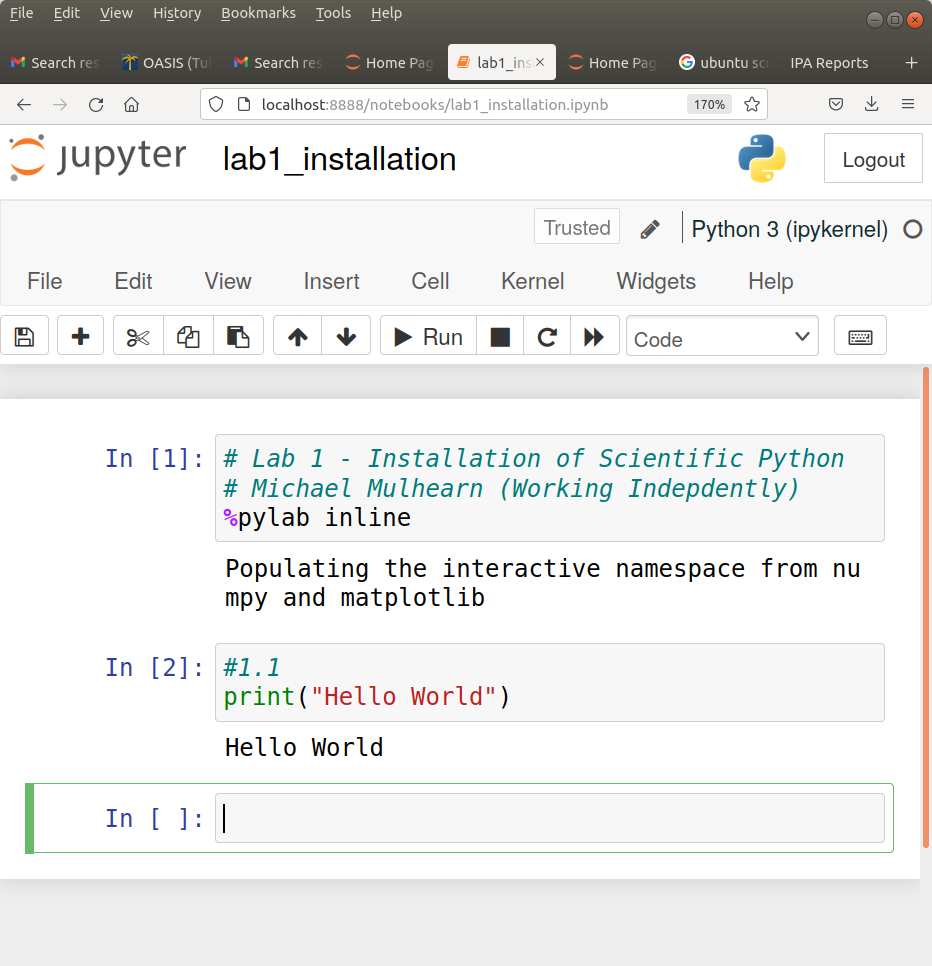 File Edit View History Bookmarks Tools Help
Search res OASIS (Tul Search res Home Pag lab1_ins Home Pag ubuntu scr IPA Reports
localhost:8888/notebooks/lab1_installation.ipynb 170%
jupyter lab1_installation Logout
Trusted Python 3 (ipykernel)
File Edit View Insert Cell Kernel Widgets Help
Run Code
In [1]: # Lab 1 - Installation of Scientific Python
# Michael Mulhearn (Working Indepdently)
%pylab inline
Populating the interactive namespace from nu
mpy and matplotlib
In [2]: #1.1
print("Hello World")
Hello World
In [ ]: